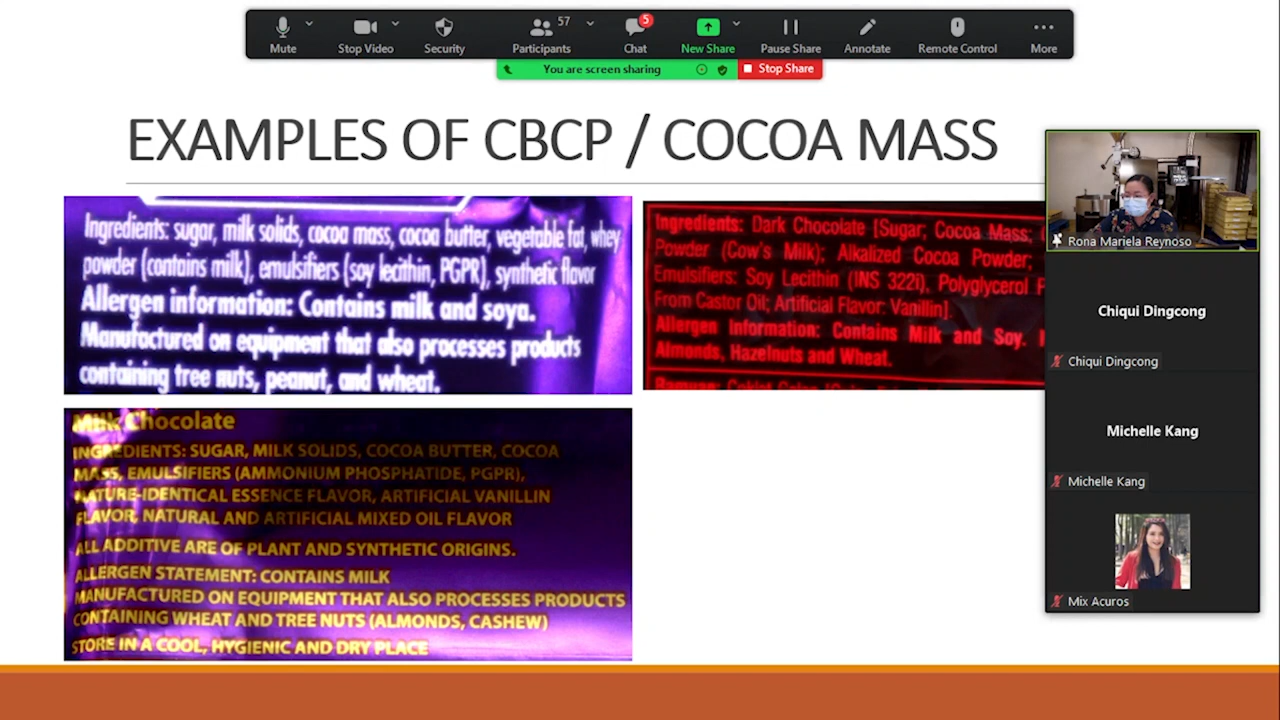 57
5
Mute
Stop Video
Security
Participants
Chat
New Share
Pause Share
Annotate
Remote Control
More
You are screen sharing
Stop Share
EXAMPLES OF CBCP / COCOA MASS
Ingredients: sugar, milk solids, cocoa mass, cocoa butter, vegetable fat, whey
powder (contains milk), emulsifiers (soy lecithin, PGPR), synthetic flavor
Allergen information: Contains milk and soya.
Manufactured on equipment that also processes products
containing tree nuts, peanut, and wheat.
Ingredients: Dark Chocolate [Sugar; Cocoa Mass;
Powder (Cow's Milk); Alkalized Cocoa Powder;
Emulsifiers: Soy Lecithin (INS 322i), Polyglycerol
From Castor Oil; Artificial Flavor: Vanillin].
Allergen Information: Contains Milk and Soy.
Almonds, Hazelnuts and Wheat.
Milk Chocolate
INGREDIENTS: SUGAR, MILK SOLIDS, COCOA BUTTER, COCOA
MASS, EMULSIFIERS (AMMONIUM PHOSPHATIDE, PGPR),
NATURE-IDENTICAL ESSENCE FLAVOR, ARTIFICIAL VANILLIN
FLAVOR, NATURAL AND ARTIFICIAL MIXED OIL FLAVOR
ALL ADDITIVE ARE OF PLANT AND SYNTHETIC ORIGINS.
ALLERGEN STATEMENT: CONTAINS MILK
MANUFACTURED ON EQUIPMENT THAT ALSO PROCESSES PRODUCTS
CONTAINING WHEAT AND TREE NUTS (ALMONDS, CASHEW)
STORE IN A COOL, HYGIENIC AND DRY PLACE
Rona Mariela Reynoso
Chiqui Dingcong
Chiqui Dingcong
Michelle Kang
Michelle Kang
Mix Acuros